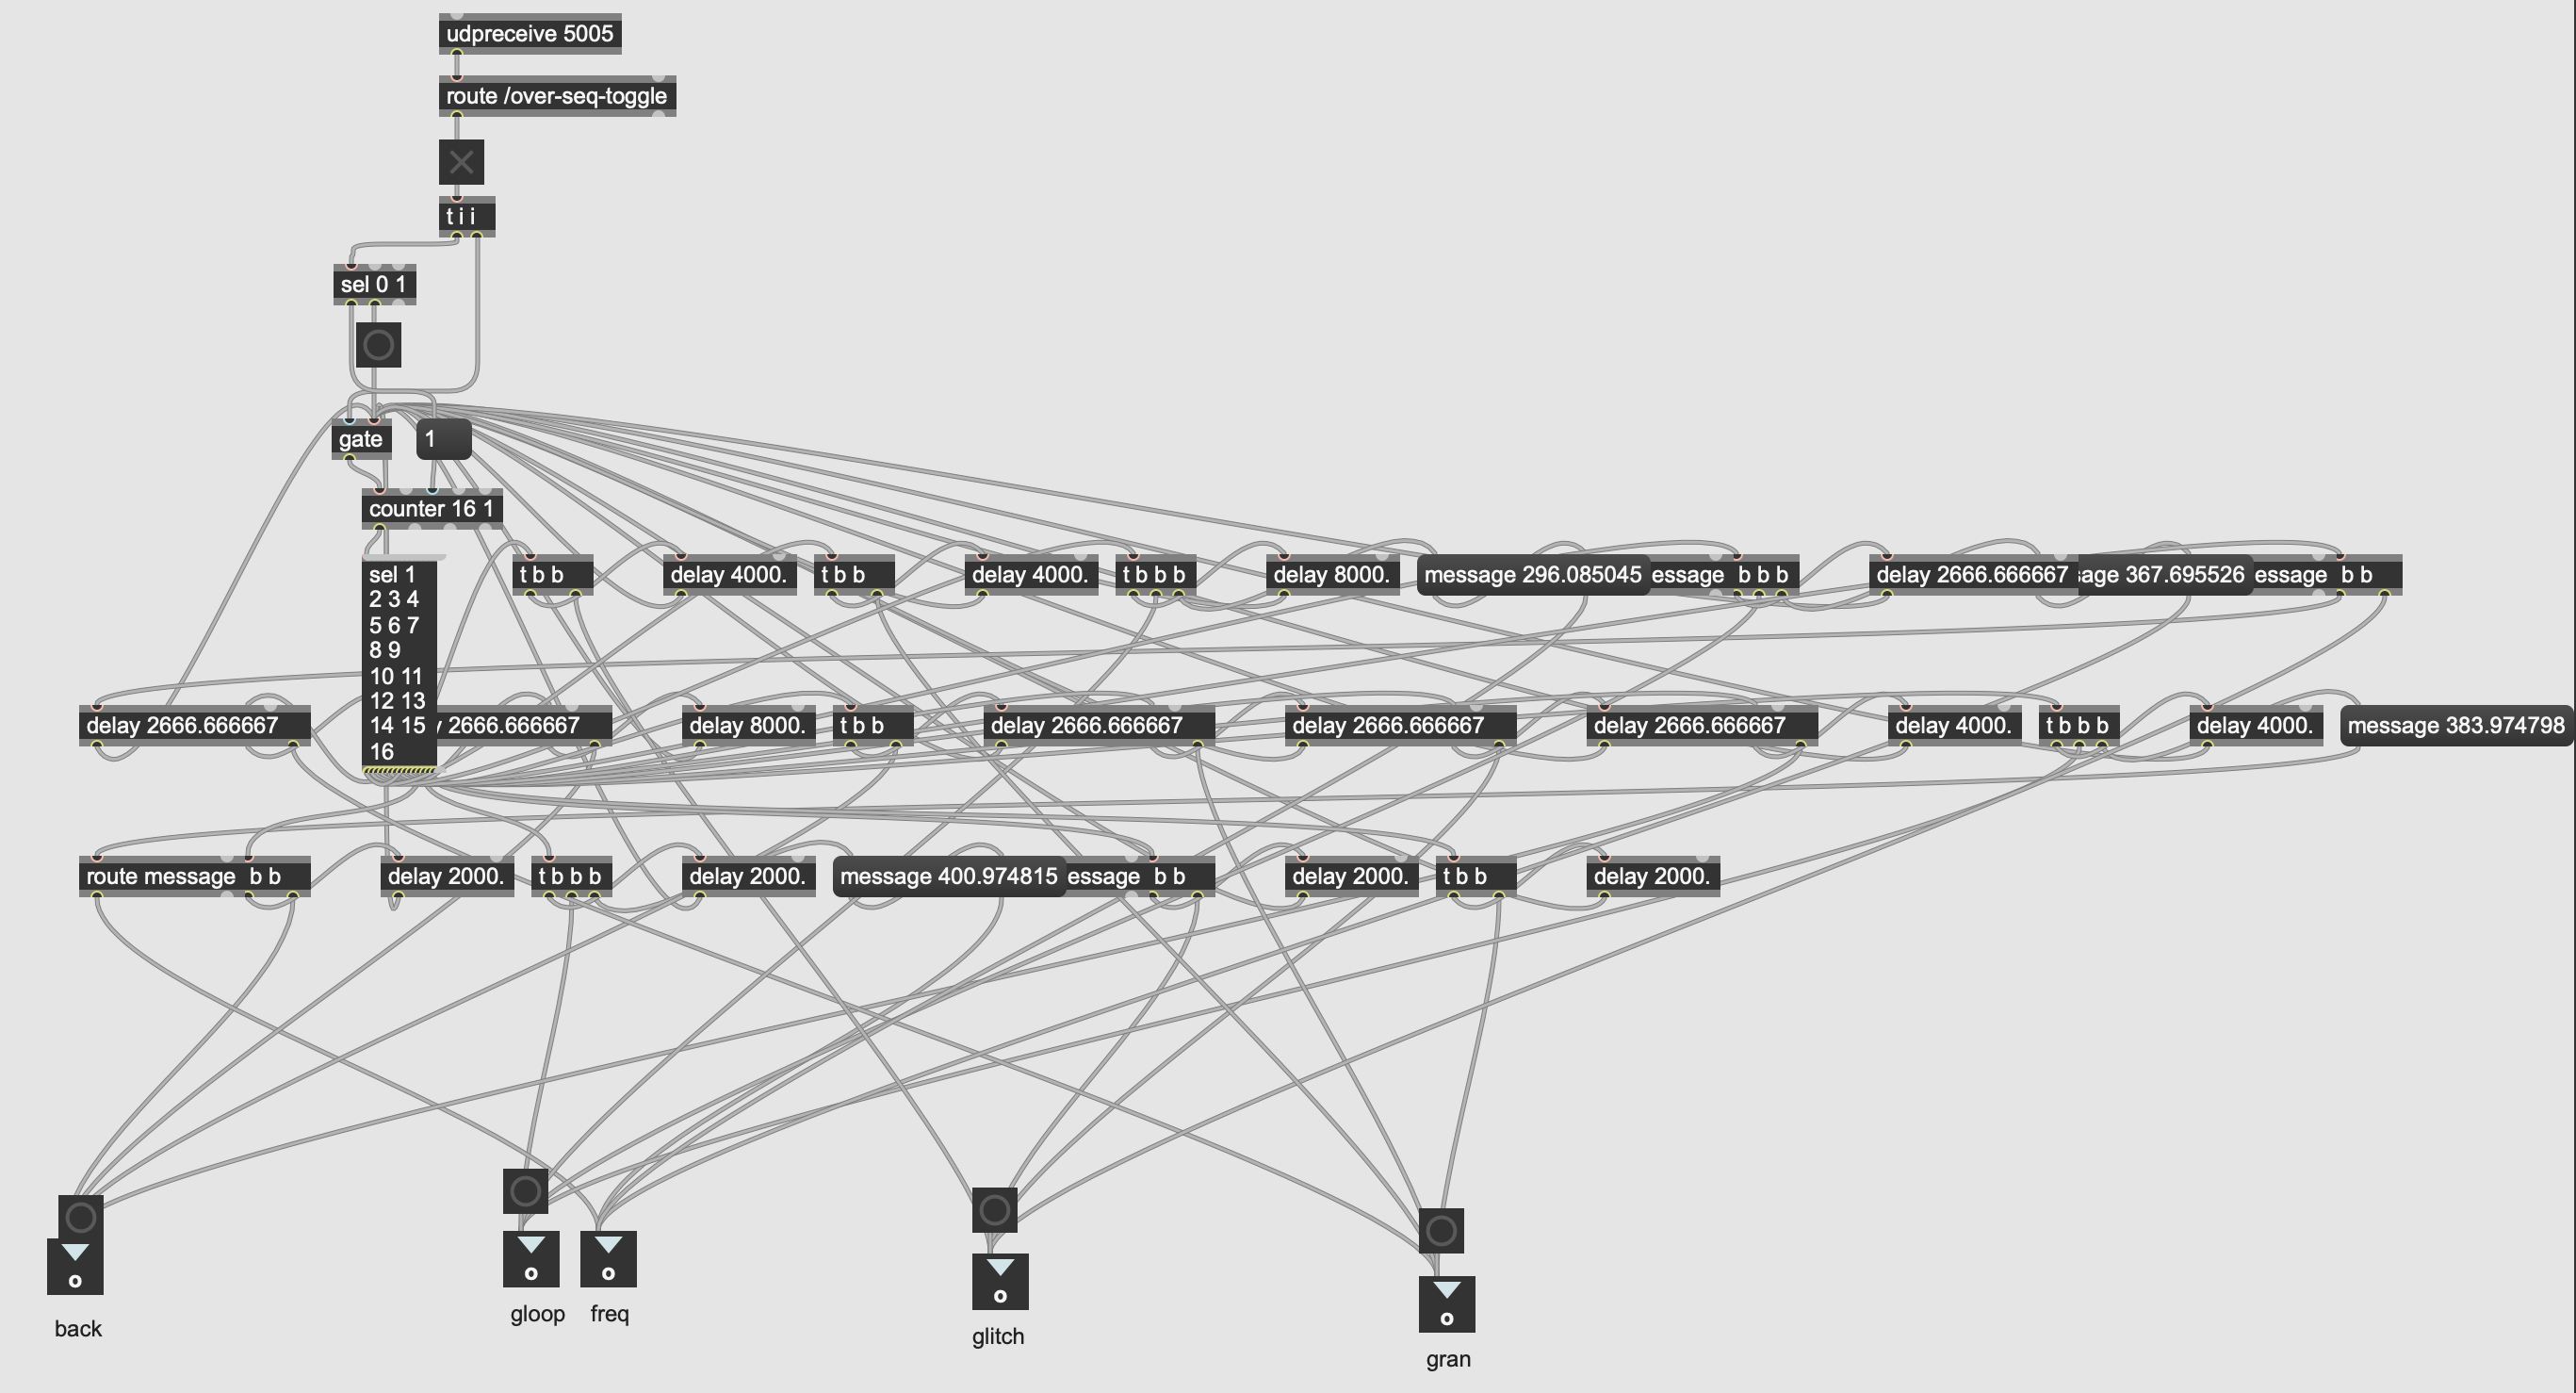 udpreceive 5005
route /over-seq-toggle
t i i
sel 0 1
gate
1
counter 16 1
sel 1
2 3 4
5 6 7
8 9
10 11
12 13
14 15
16
t b b
delay 4000.
t b b
delay 4000.
t b b b
delay 8000.
message 296.085045
essage
b b b
delay 2666.666667
sage 367.695526
essage
b b
delay 2666.666667
y 2666.666667
delay 8000.
t b b
delay 2666.666667
delay 2666.666667
delay 2666.666667
delay 4000.
t b b b
delay 4000.
message 383.974798
route message
b b
delay 2000.
t b b b
delay 2000.
message 400.974815
essage
b b
delay 2000.
t b b
delay 2000.
o
back
o
gloop
o
freq
o
glitch
o
gran